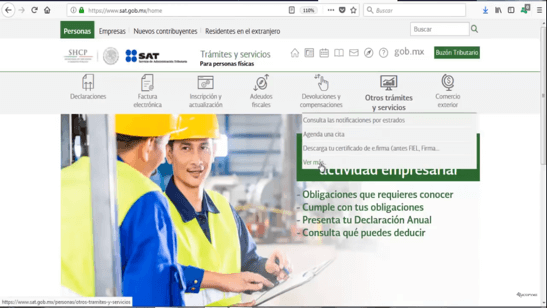 https://www.sat.gob.mx/home
110%
Buscar
Personas Empresas Nuevos contribuyentes Residentes en el extranjero
Buscar
SHCP
SAT
Servicio de Administración Tributaria
Trámites y servicios
Para personas físicas
gob.mx
Buzón Tributario
Declaraciones
Factura electrónica
Inscripción y actualización
Adeudos fiscales
Devoluciones y compensaciones
Otros trámites y servicios
Comercio exterior
Consulta las notificaciones por estrados
Agenda una cita
Descarga tu certificado de e.firma (antes FIEL, Firma...
Ver más
actividad empresarial
- Obligaciones que requieres conocer
- Cumple con tus obligaciones
- Presenta tu Declaración Anual
- Consulta qué puedes deducir
https://www.sat.gob.mx/personas/otros-tramites-y-servicios